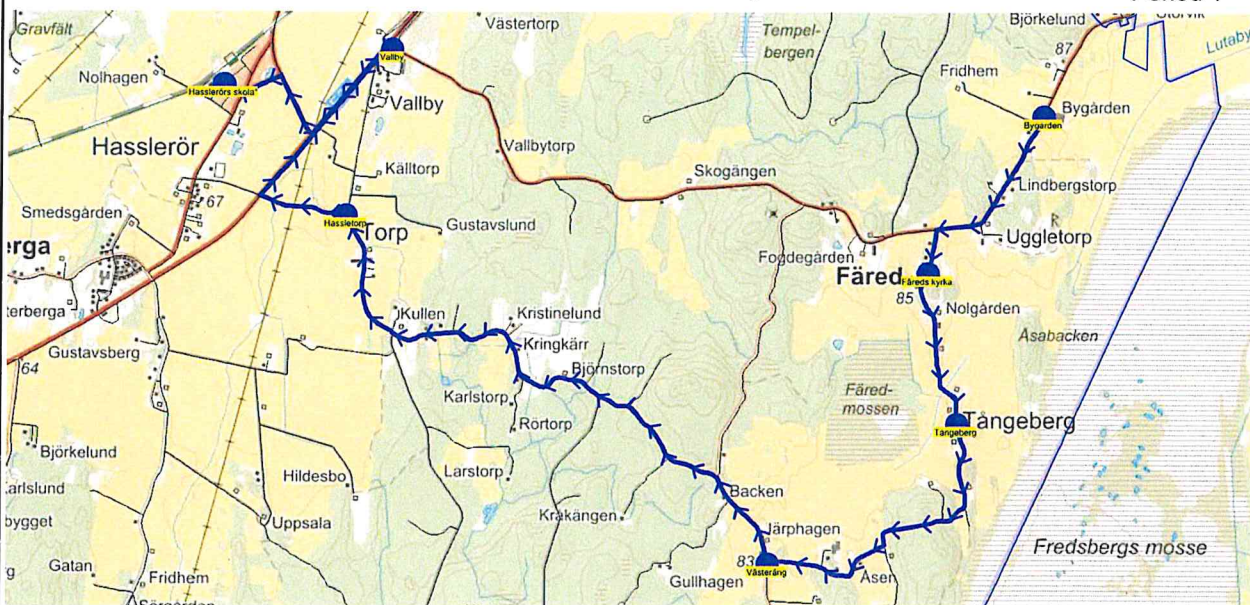 Gravfält
Västertorp
Tempel-
bergen
Björkelund
87
Lutaby
Nolhagen
Hasslerörs skola
Vallby
Vallby
Fridhem
Bygården
Bygården
Hasslerör
Vallbytorp
Källtorp
Skogängen
Lindbergstorp
67
Smedsgården
Hassletorp
Torp
Gustavslund
R
Uggletorp
erga
Fogdegården
Färed
Färeds kyrka
85
terberga
Kullen
Kristinelund
Nolgården
Åsabacken
Gustavsberg
Kringkärr
64
Björnstorp
Färed-
mossen
Karlstorp
Rörtorp
Tångeberg
Tångeberg
Björkelund
Larstorp
Hildesbo
arlslund
Backen
bygget
Uppsala
Kråkängen
Järphagen
Fredsbergs mosse
Gatan
83
Västeräng
Åsen
g
Fridhem
Gullhagen